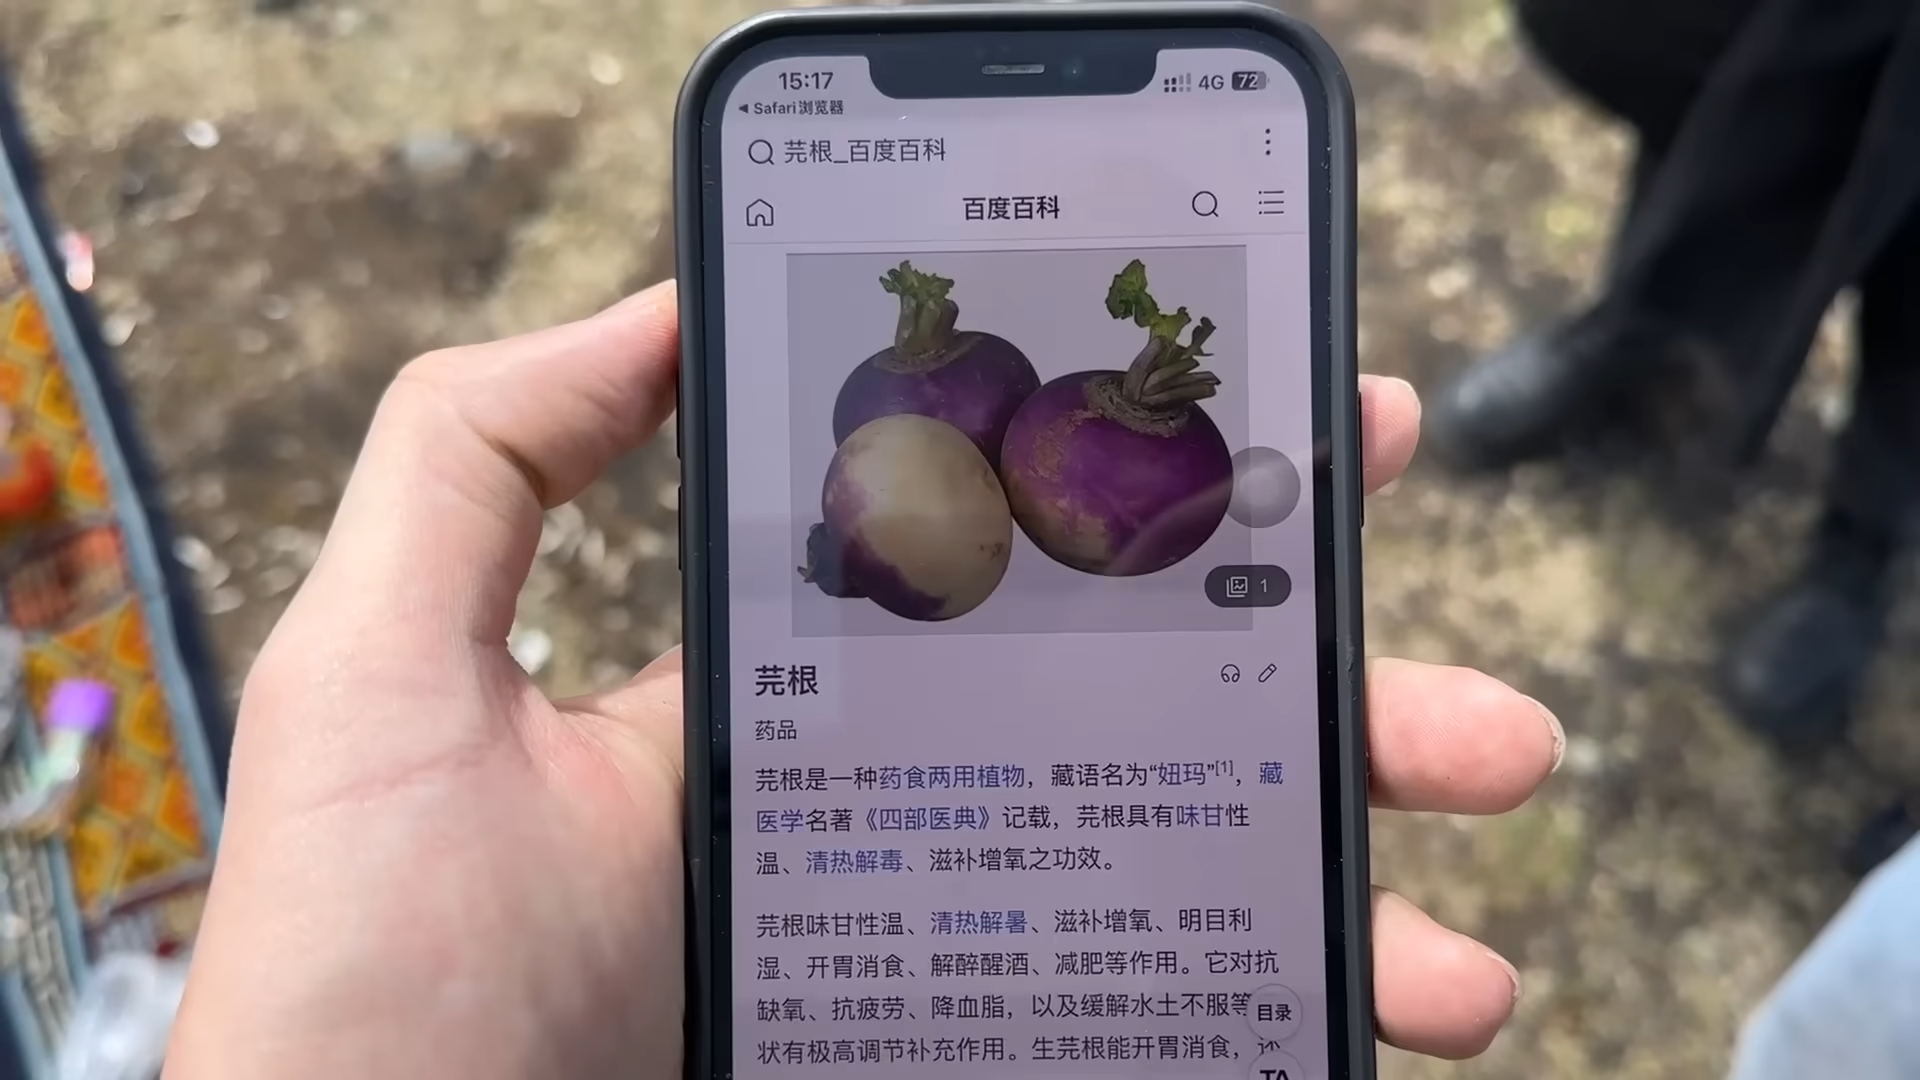 15:17
4G 72
◀ Safari浏览器
芫根_百度百科
百度百科
1
芫根
药品
芫根是一种药食两用植物，藏语名为“妞玛”[1]，藏
医学名著《四部医典》记载，芫根具有味甘性
温、清热解毒、滋补增氧之功效。
芫根味甘性温、清热解暑、滋补增氧、明目利
湿、开胃消食、解醉醒酒、减肥等作用。它对抗
缺氧、抗疲劳、降血脂，以及缓解水土不服等
目录
状有极高调节补充作用。生芫根能开胃消食，